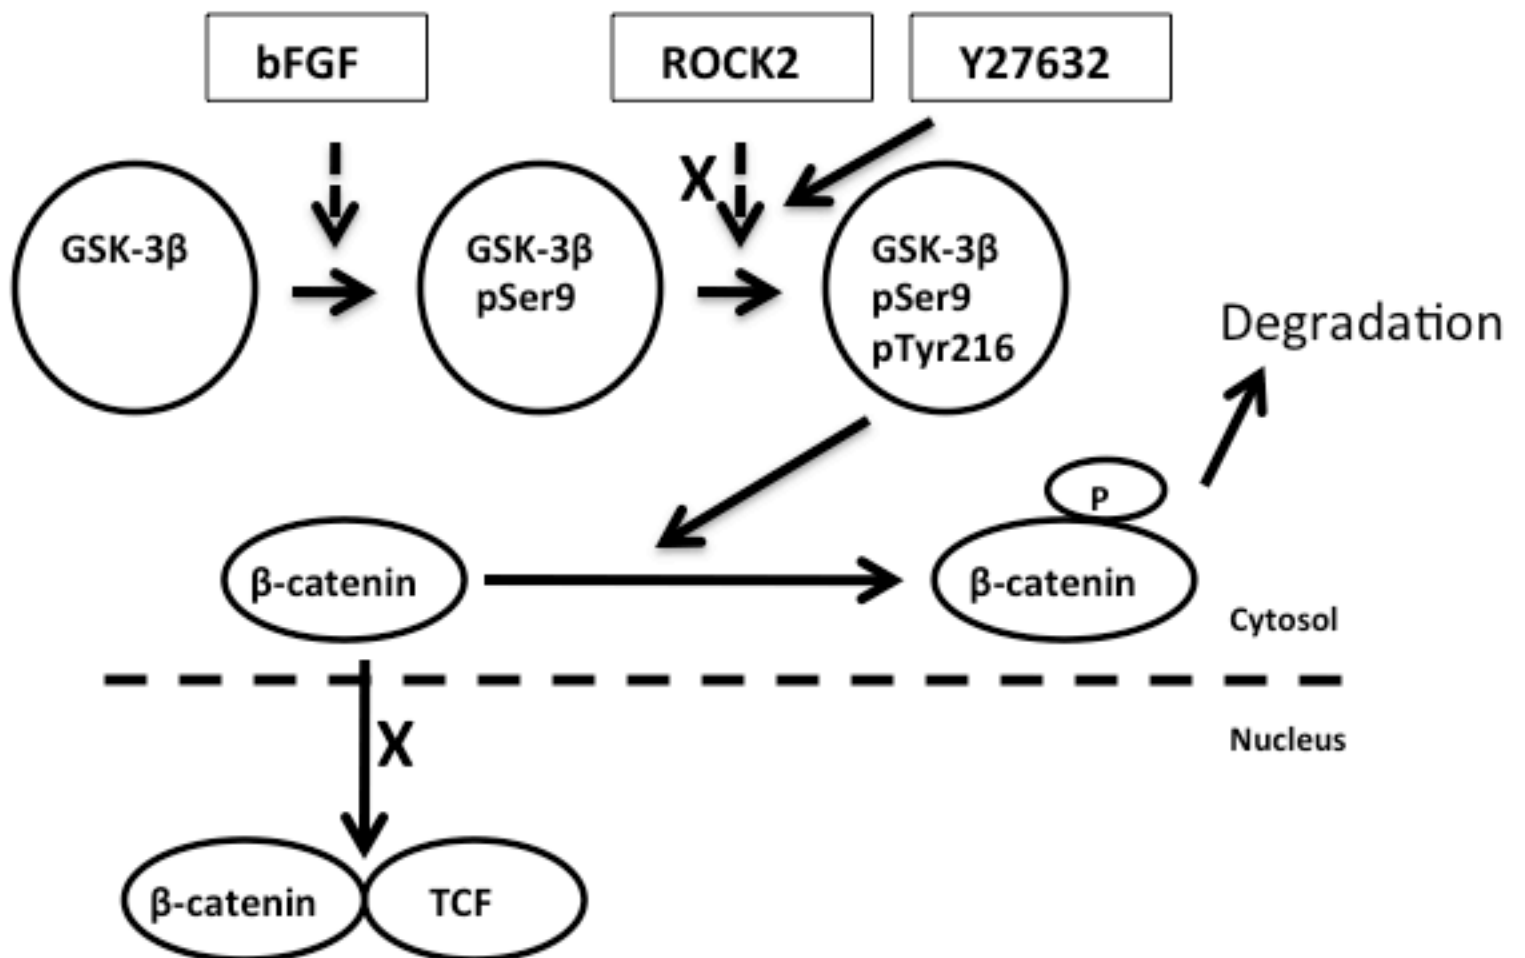 bFGF
ROCK2
Y27632
X
GSK-3β
GSK-3β
pSer9
GSK-3β
pSer9
pTyr216
Degradation
P
β-catenin
β-catenin
Cytosol
Nucleus
X
β-catenin
TCF